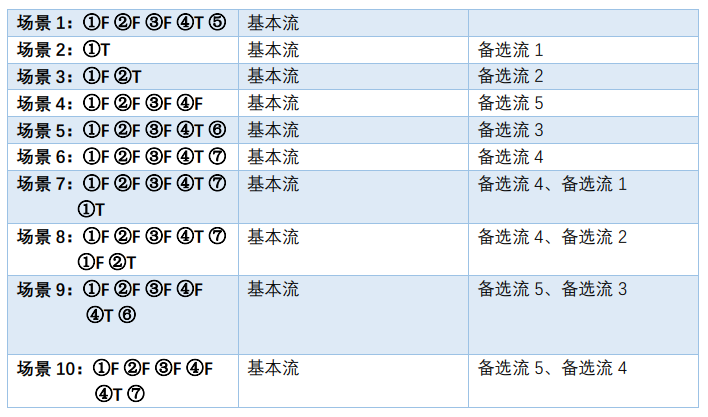 场景 1：①F ②F ③F ④T ⑤ 基本流
场景 2：①T 基本流 备选流 1
场景 3：①F ②T 基本流 备选流 2
场景 4：①F ②F ③F ④F 基本流 备选流 5
场景 5：①F ②F ③F ④T ⑥ 基本流 备选流 3
场景 6：①F ②F ③F ④T ⑦ 基本流 备选流 4
场景 7：①F ②F ③F ④T ⑦ 基本流 备选流 4、备选流 1
①T
场景 8：①F ②F ③F ④T ⑦ 基本流 备选流 4、备选流 2
①F ②T
场景 9：①F ②F ③F ④F 基本流 备选流 5、备选流 3
④T ⑥
场景 10：①F ②F ③F ④F 基本流 备选流 5、备选流 4
④T ⑦